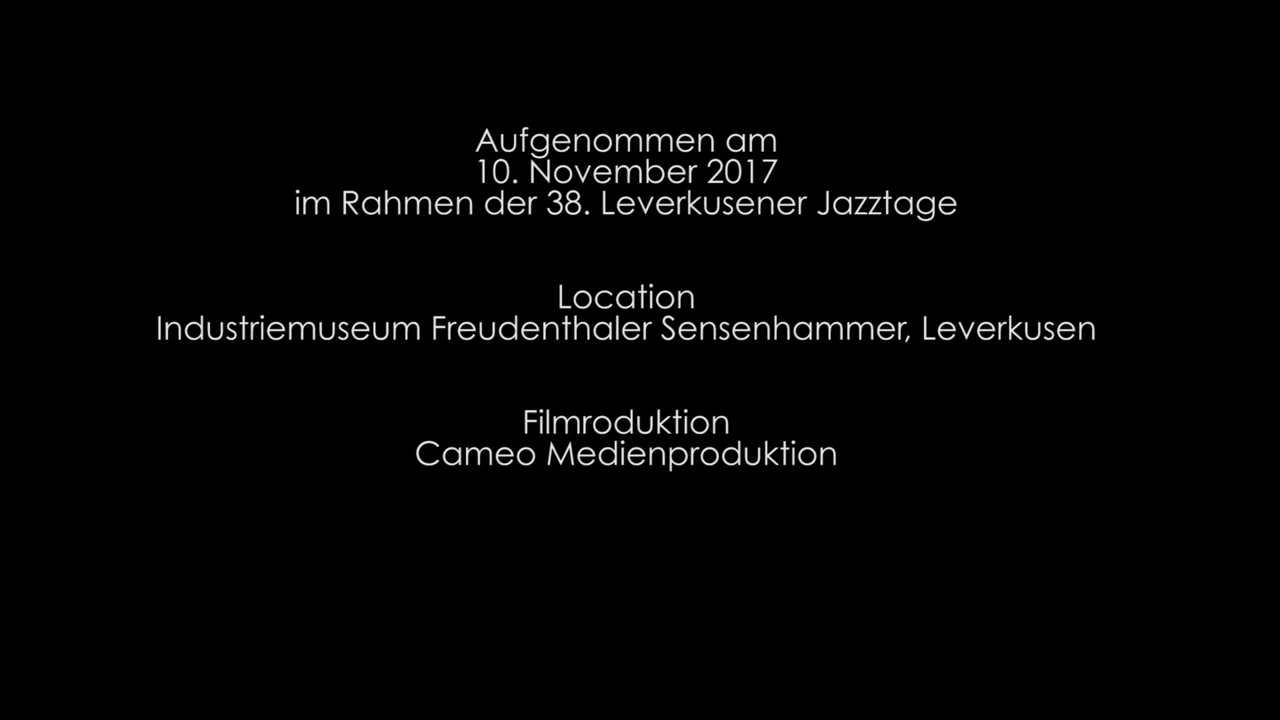 Aufgenommen am
10. November 2017
im Rahmen der 38. Leverkusener Jazztage
Location
Industriemuseum Freudenthaler Sensenhammer, Leverkusen
Filmroduktion
Cameo Medienproduktion